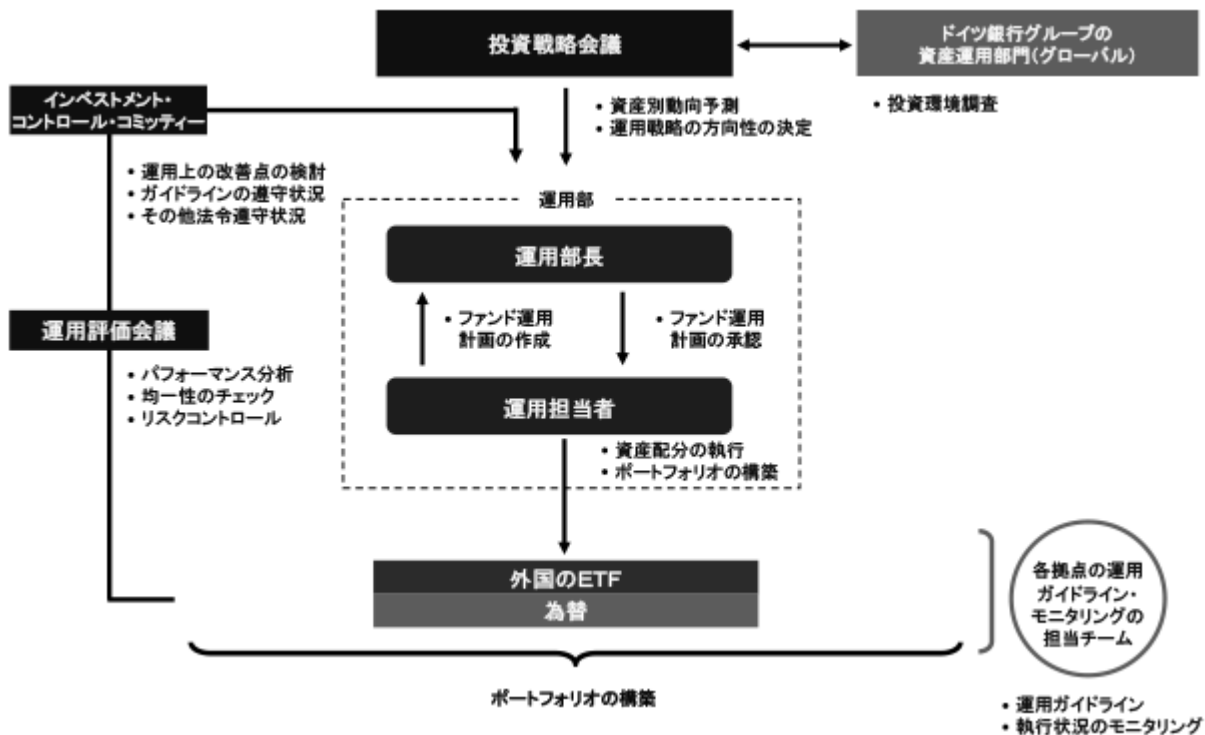 投資戦略会議
ドイツ銀行グループの
資産運用部門(グローバル)
• 投資環境調査
• 資産別動向予測
• 運用戦略の方向性の決定
インベストメント・
コントロール・コミッティー
• 運用上の改善点の検討
• ガイドラインの遵守状況
• その他法令遵守状況
運用部
運用部長
• ファンド運用
計画の作成
• ファンド運用
計画の承認
運用評価会議
• パフォーマンス分析
• 均一性のチェック
• リスクコントロール
運用担当者
• 資産配分の執行
• ポートフォリオの構築
外国のETF
為替
各拠点の運用
ガイドライン・
モニタリングの
担当チーム
ポートフォリオの構築
• 運用ガイドライン
• 執行状況のモニタリング